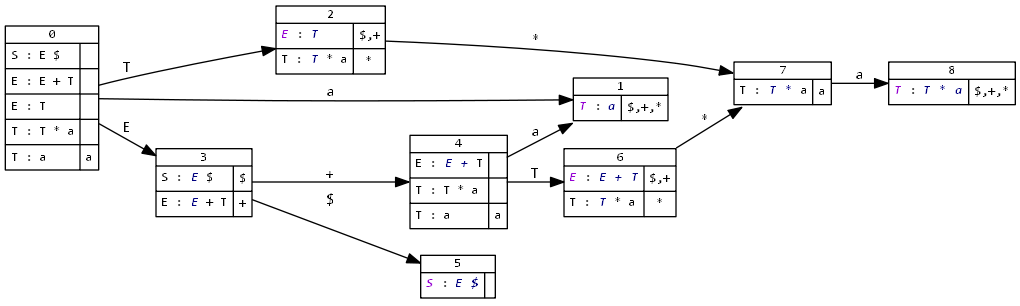 0
S : E $
E : E + T
E : T
T : T * a
T : a a
T
a
E
2
E : T $,+
T : T * a *
*
3
S : E $ $
E : E + T +
+
$
4
E : E + T
T : T * a
T : a a
a
T
5
S : E $
1
T : a $,+,*
6
E : E + T $,+
T : T * a *
*
7
T : T * a a
a
8
T : T * a $,+,*